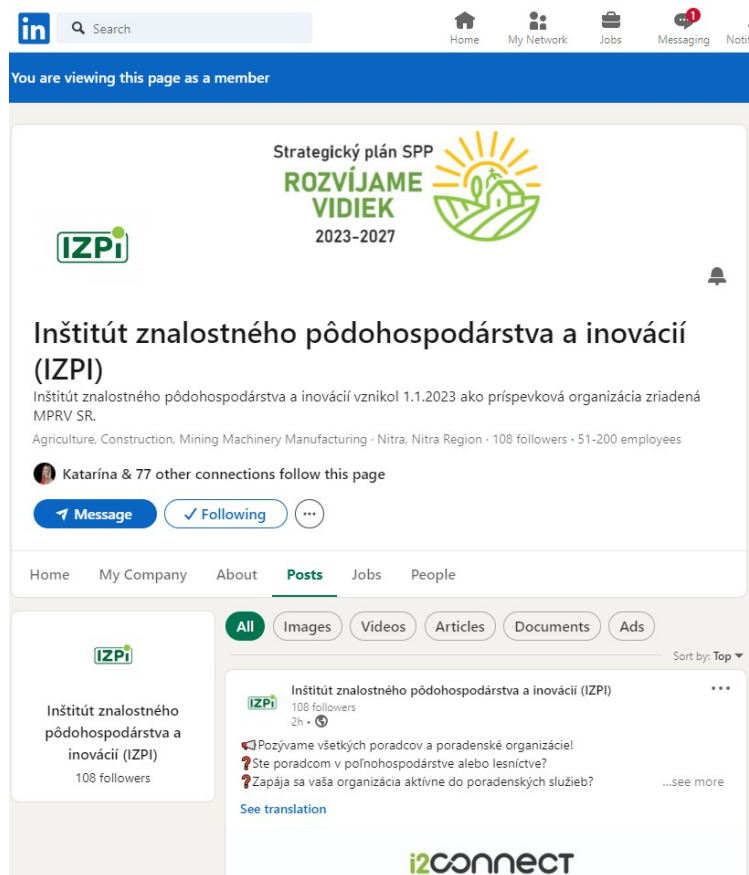 in
Search
Home
My Network
Jobs
1
Messaging
You are viewing this page as a member
Strategický plán SPP
ROZVÍJAME
VIDIEK
2023-2027
IZPI
Inštitút znalostného pôdohospodárstva a inovácií
(IZPI)
Inštitút znalostného pôdohospodárstva a inovácií vznikol 1.1.2023 ako príspevková organizácia zriadená
MPRV SR.
Agriculture, Construction, Mining Machinery Manufacturing · Nitra, Nitra Region · 108 followers · 51-200 employees
Katarína & 77 other connections follow this page
Message
Following
Home
My Company
About
Posts
Jobs
People
IZPI
Inštitút znalostného
pôdohospodárstva a
inovácií (IZPI)
108 followers
All
Images
Videos
Articles
Documents
Ads
Sort by: Top
IZPI
Inštitút znalostného pôdohospodárstva a inovácií (IZPI)
108 followers
2h •
📢Pozývame všetkých poradcov a poradenské organizácie!
❓Ste poradcom v poľnohospodárstve alebo lesníctve?
❓Zapája sa vaša organizácia aktívne do poradenských služieb? ...see more
See translation
i2connect